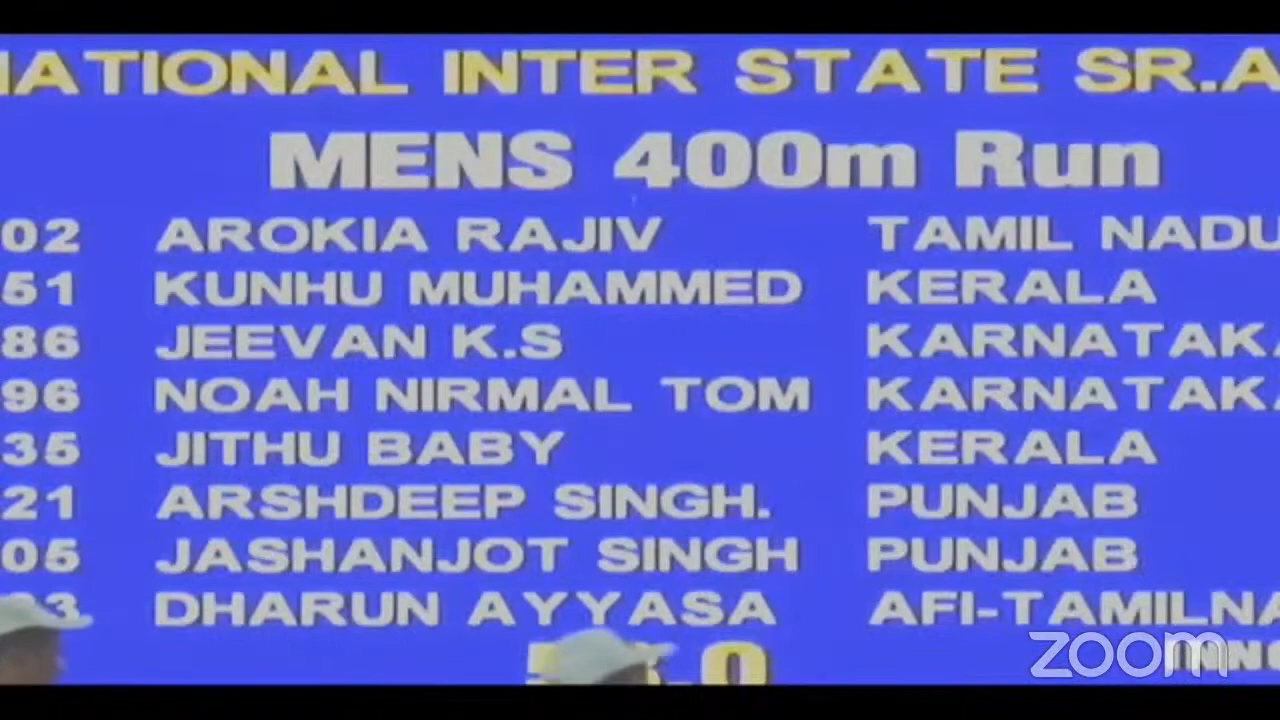 NATIONAL INTER STATE SR.A
MENS 400m Run
02 AROKIA RAJIV TAMIL NADU
51 KUNHU MUHAMMED KERALA
86 JEEVAN K.S KARNATAKA
96 NOAH NIRMAL TOM KARNATAKA
35 JITHU BABY KERALA
21 ARSHDEEP SINGH. PUNJAB
05 JASHANJOT SINGH PUNJAB
DHARUN AYYASA AFI-TAMILNA
zoom